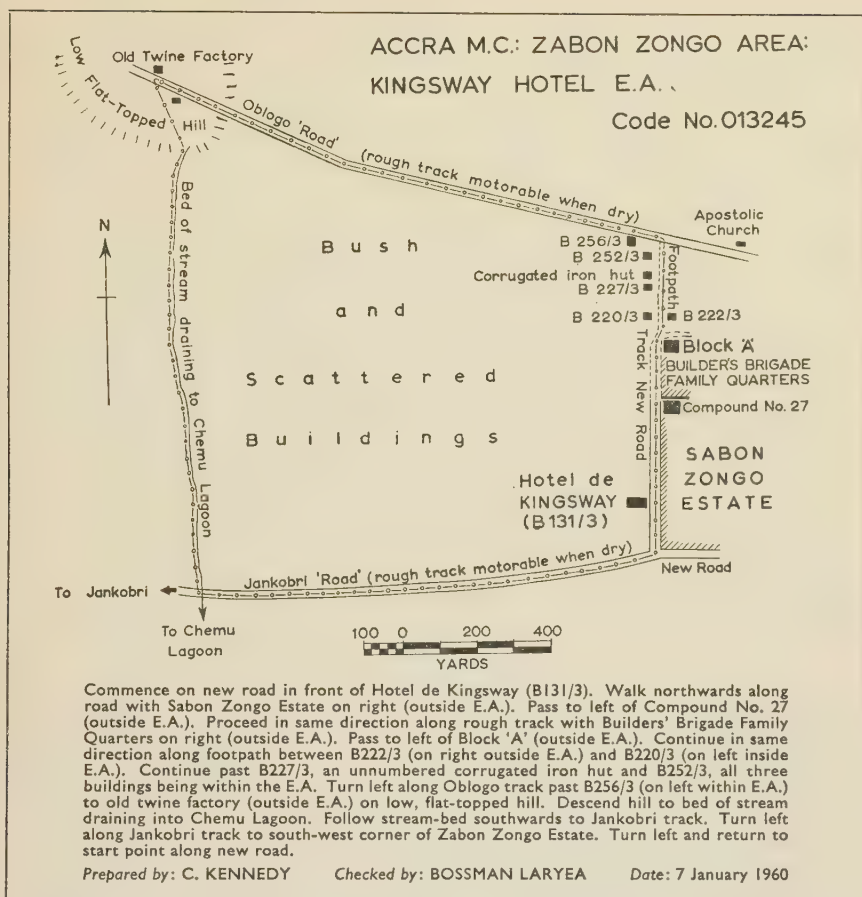 ACCRA M.C.: ZABON ZONGO AREA:
KINGSWAY HOTEL E.A.
Code No. 013245
Old Twine Factory
Low Flat-Topped Hill
Oblogo 'Road' (rough track motorable when dry)
Apostolic
Church
N
Bed of stream draining to Chemu Lagoon
Bush
and
Scattered
Buildings
B 256/3
B 252/3
Corrugated iron hut
B 227/3
B 220/3
Footpath
B 222/3
Block 'A'
BUILDER'S BRIGADE
FAMILY QUARTERS
Compound No. 27
Track New Road
SABON
ZONGO
ESTATE
Hotel de
KINGSWAY
(B131/3)
Jankobri 'Road' (rough track motorable when dry)
New Road
To Jankobri
To Chemu
Lagoon
100 0 200 400
YARDS
Commence on new road in front of Hotel de Kingsway (B131/3). Walk northwards along
road with Sabon Zongo Estate on right (outside E.A.). Pass to left of Compound No. 27
(outside E.A.). Proceed in same direction along rough track with Builders' Brigade Family
Quarters on right (outside E.A.). Pass to left of Block 'A' (outside E.A.). Continue in same
direction along footpath between B222/3 (on right outside E.A.) and B220/3 (on left inside
E.A.). Continue past B227/3, an unnumbered corrugated iron hut and B252/3, all three
buildings being within the E.A. Turn left along Oblogo track past B256/3 (on left within E.A.)
to old twine factory (outside E.A.) on low, flat-topped hill. Descend hill to bed of stream
draining into Chemu Lagoon. Follow stream-bed southwards to Jankobri track. Turn left
along Jankobri track to south-west corner of Zabon Zongo Estate. Turn left and return to
start point along new road.
Prepared by: C. KENNEDY Checked by: BOSSMAN LARYEA Date: 7 January 1960